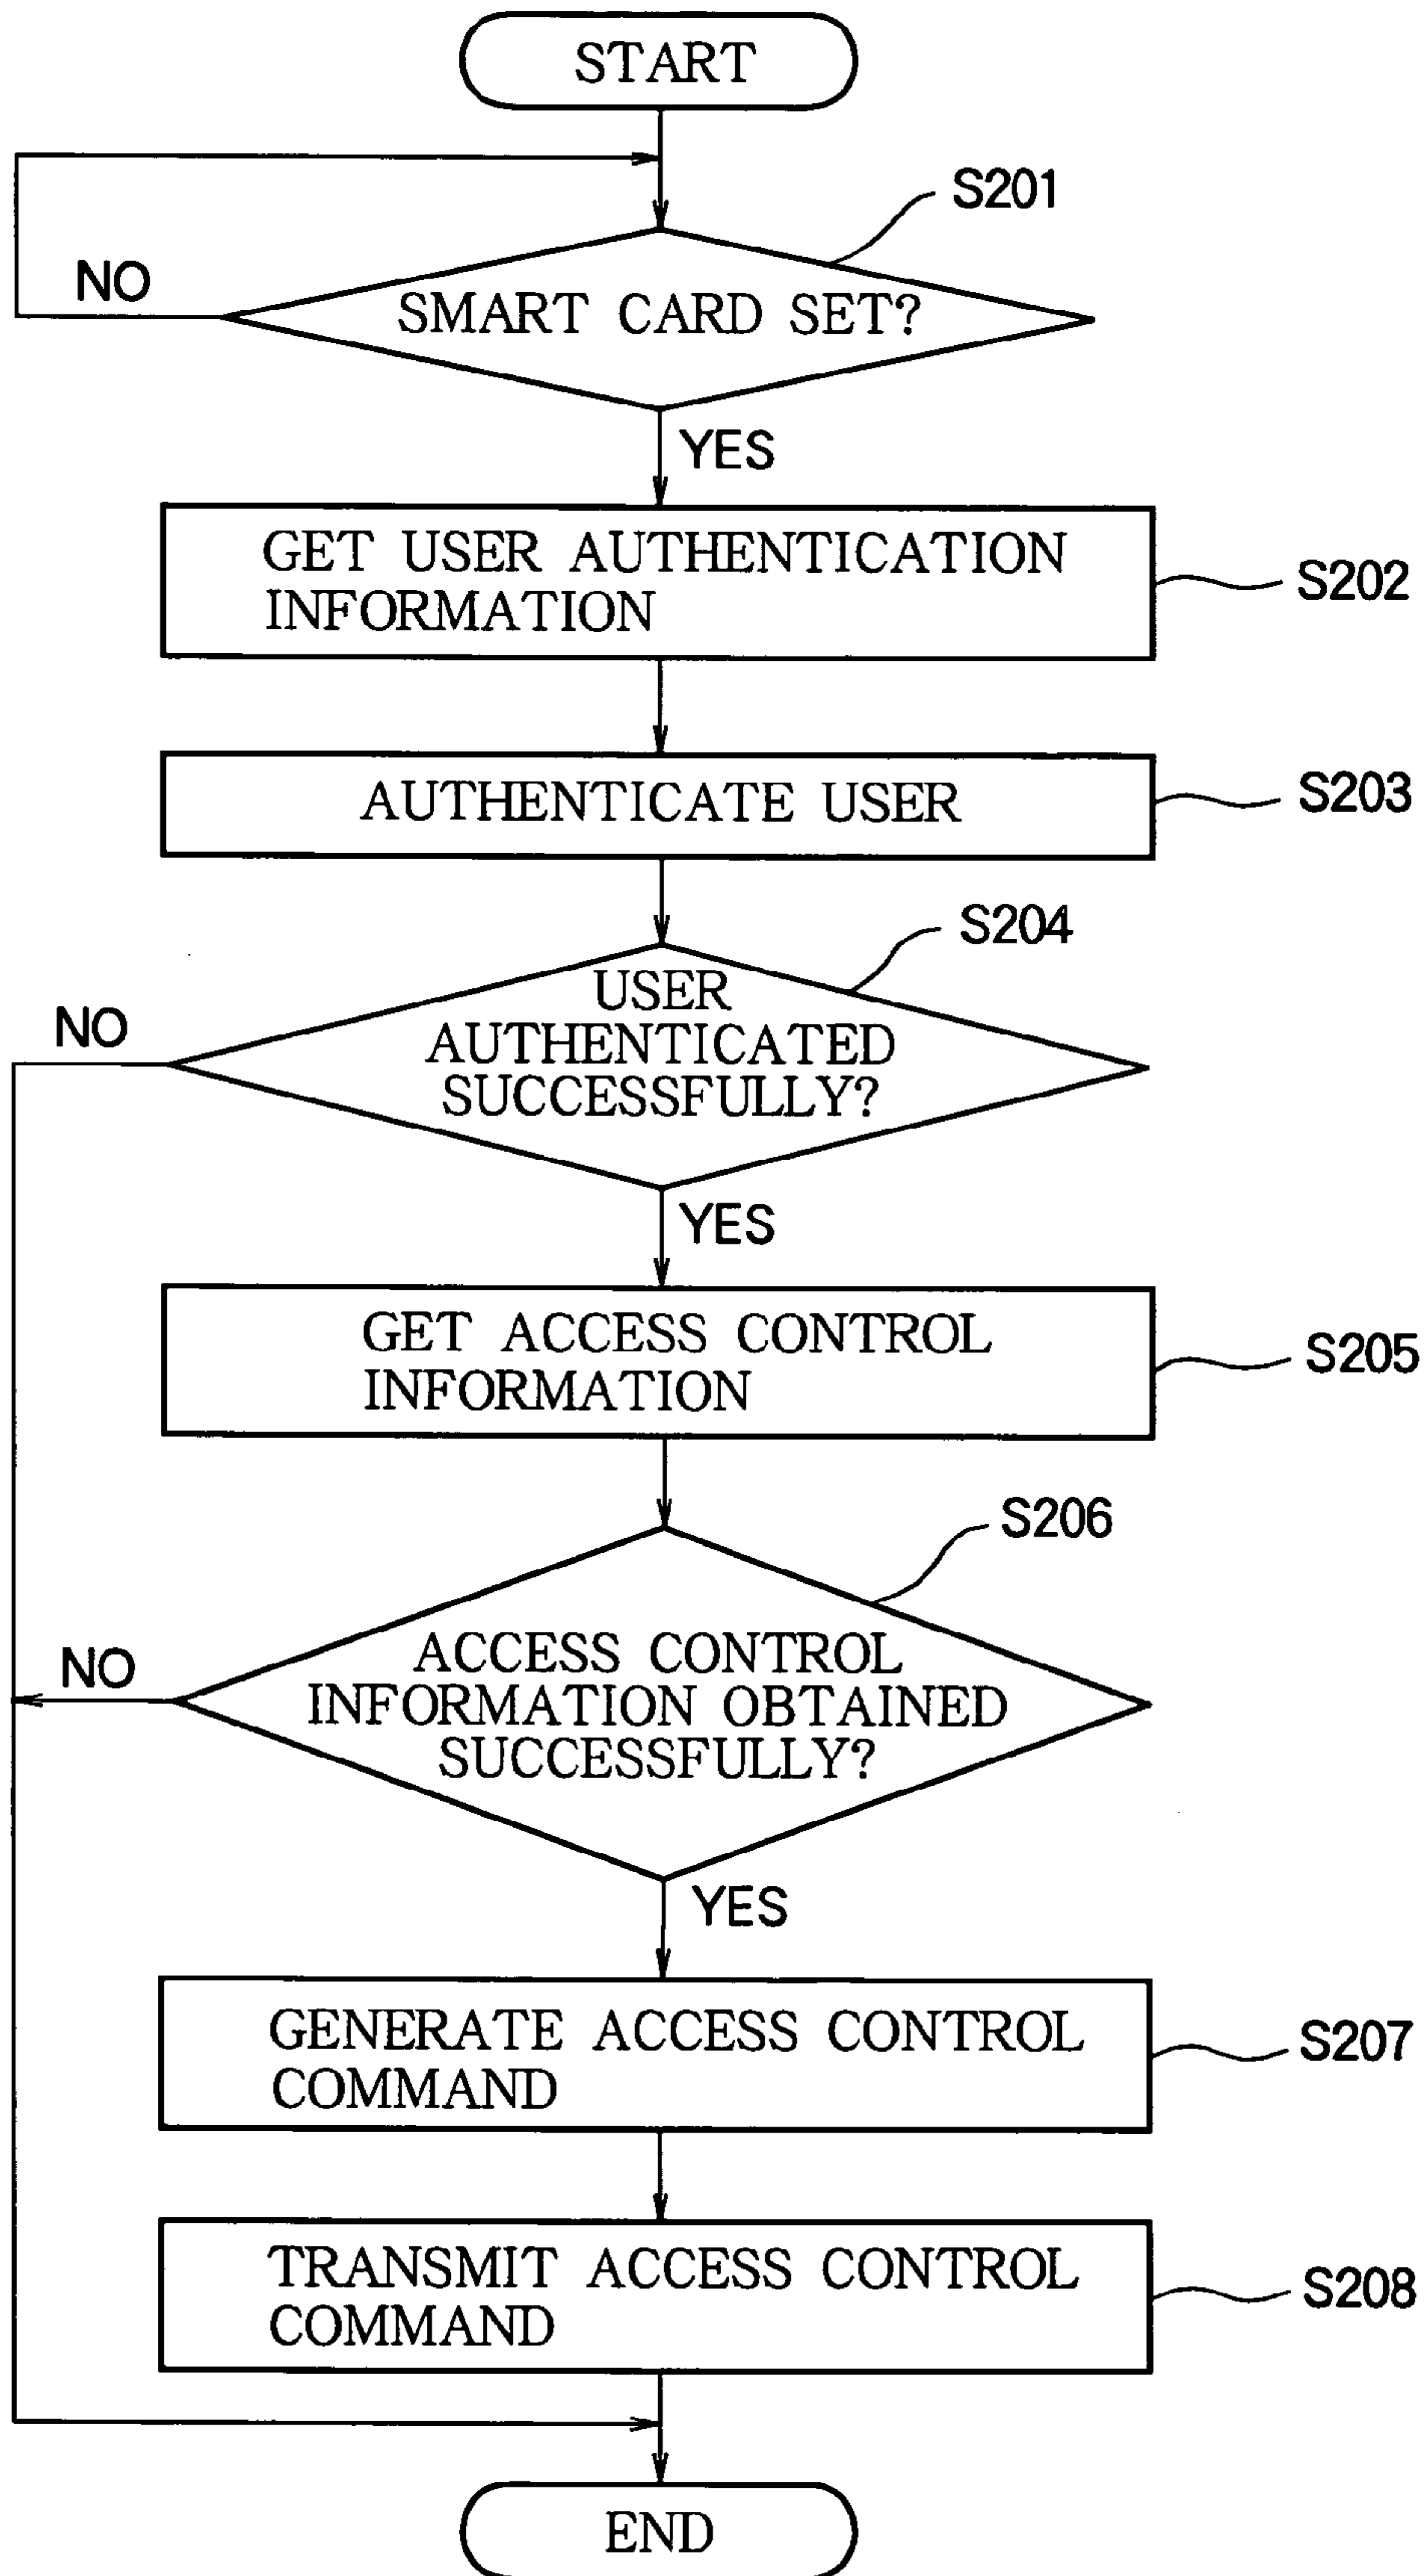 START
S201
NO
SMART CARD SET?
YES
GET USER AUTHENTICATION
INFORMATION
S202
AUTHENTICATE USER
S203
S204
NO
USER
AUTHENTICATED
SUCCESSFULLY?
YES
GET ACCESS CONTROL
INFORMATION
S205
S206
NO
ACCESS CONTROL
INFORMATION OBTAINED
SUCCESSFULLY?
YES
GENERATE ACCESS CONTROL
COMMAND
S207
TRANSMIT ACCESS CONTROL
COMMAND
S208
END